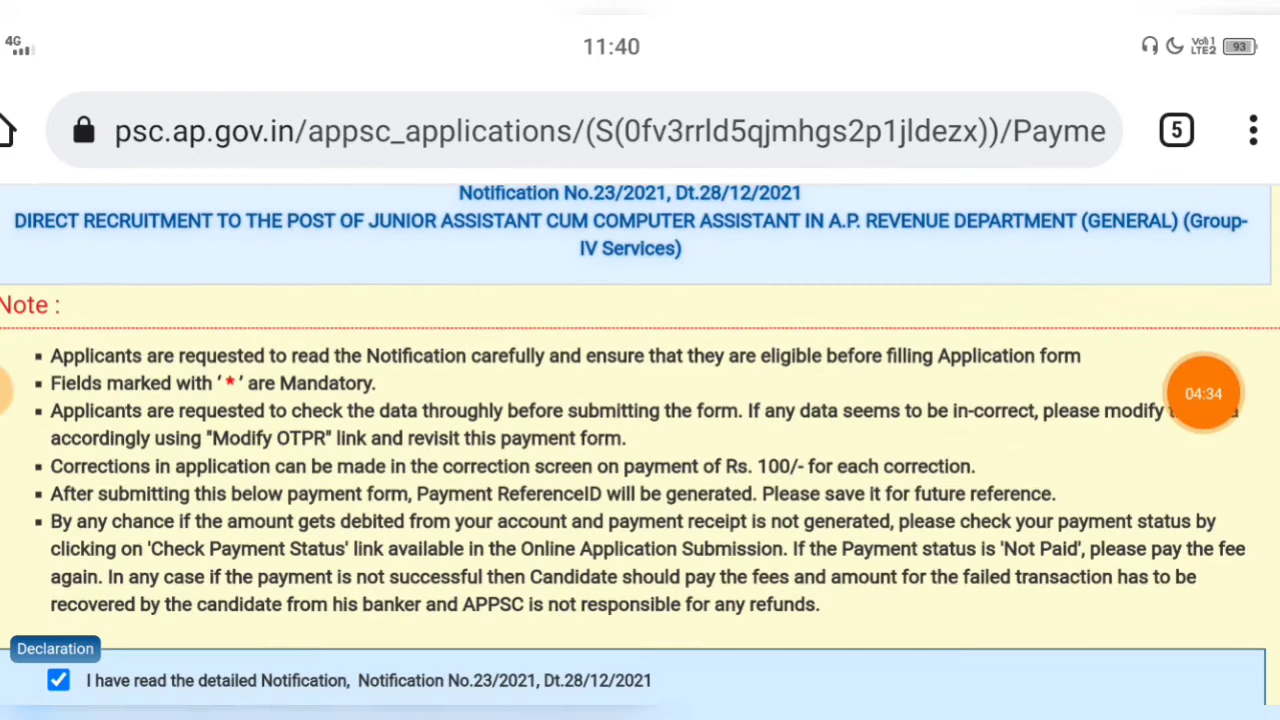 4G
11:40
Vol) 1
LTE2
93
psc.ap.gov.in/appsc_applications/(S(0fv3rrld5qjmhgs2p1jldezx))/Payme
5
Notification No.23/2021, Dt.28/12/2021
DIRECT RECRUITMENT TO THE POST OF JUNIOR ASSISTANT CUM COMPUTER ASSISTANT IN A.P. REVENUE DEPARTMENT (GENERAL) (Group-
IV Services)
Note :
Applicants are requested to read the Notification carefully and ensure that they are eligible before filling Application form
Fields marked with ‘ * ’ are Mandatory.
Applicants are requested to check the data throughly before submitting the form. If any data seems to be in-correct, please modify
04:34
accordingly using "Modify OTPR" link and revisit this payment form.
Corrections in application can be made in the correction screen on payment of Rs. 100/- for each correction.
After submitting this below payment form, Payment ReferenceID will be generated. Please save it for future reference.
By any chance if the amount gets debited from your account and payment receipt is not generated, please check your payment status by
clicking on 'Check Payment Status' link available in the Online Application Submission. If the Payment status is 'Not Paid', please pay the fee
again. In any case if the payment is not successful then Candidate should pay the fees and amount for the failed transaction has to be
recovered by the candidate from his banker and APPSC is not responsible for any refunds.
Declaration
I have read the detailed Notification, Notification No.23/2021, Dt.28/12/2021